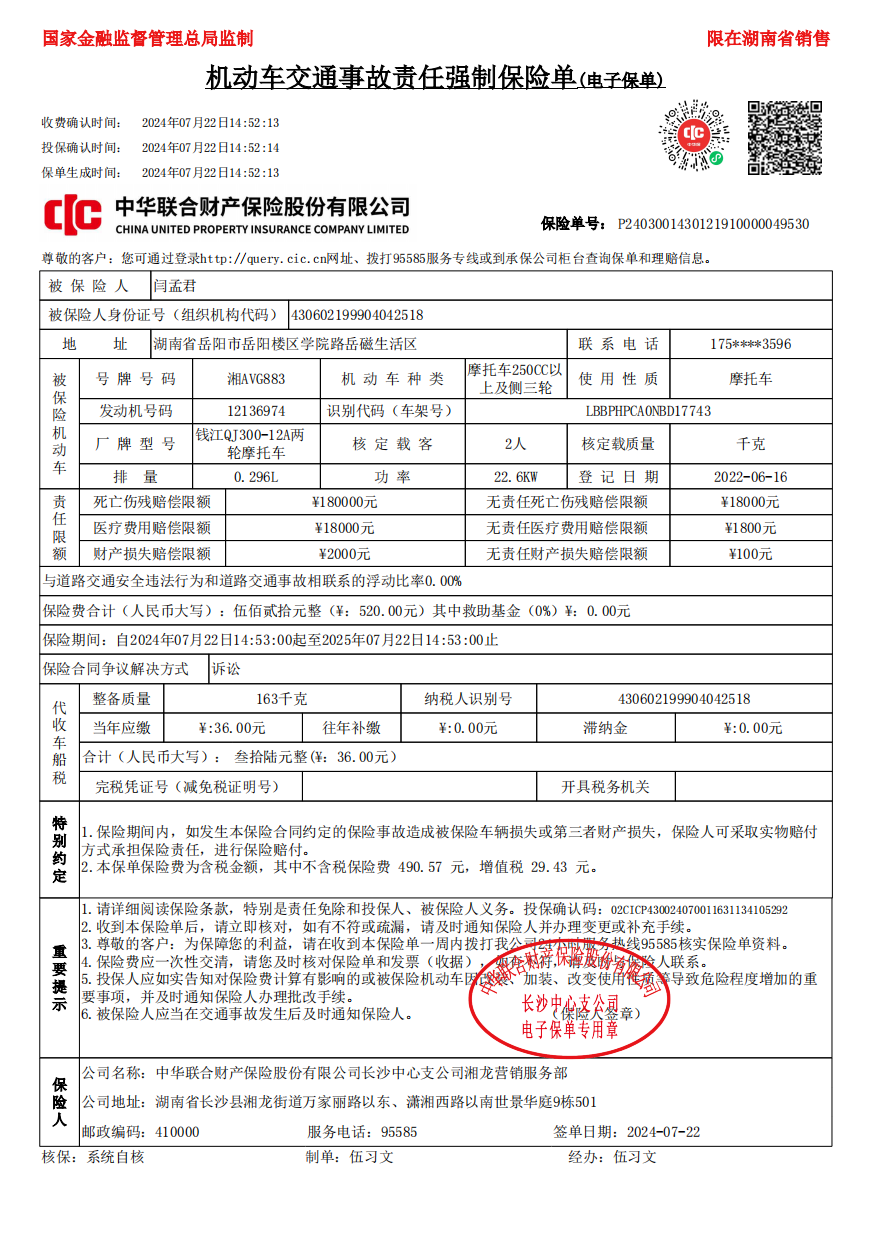 国家金融监督管理总局监制 限在湖南省销售
机动车交通事故责任强制保险单(电子保单)
收费确认时间： 2024年07月22日14:52:13
投保确认时间： 2024年07月22日14:52:14
保单生成时间： 2024年07月22日14:52:13
中华联合财产保险股份有限公司
CHINA UNITED PROPERTY INSURANCE COMPANY LIMITED
保险单号： P240300143012191000004953​0
尊敬的客户：您可通过登录http://query.cic.cn网址、拨打95585服务专线或到承保公司柜台查询保单和理赔信息。
被 保 险 人 闫孟君
被保险人身份证号（组织机构代码） 430602199904042518
地 址 湖南省岳阳市岳阳楼区学院路岳磁生活区 联 系 电 话 175****3596
被保险机动车
号 牌 号 码 湘AVG883 机 动 车 种 类 摩托车250CC以上及侧三轮 使 用 性 质 摩托车
发动机号码 12136974 识别代码（车架号） LBBPHPCA0NBD17743
厂 牌 型 号 钱江QJ300-12A两轮摩托车 核 定 载 客 2人 核定载质量 千克
排 量 0.296L 功 率 22.6KW 登 记 日 期 2022-06-16
责任限额
死亡伤残赔偿限额 ¥180000元 无责任死亡伤残赔偿限额 ¥18000元
医疗费用赔偿限额 ¥18000元 无责任医疗费用赔偿限额 ¥1800元
财产损失赔偿限额 ¥2000元 无责任财产损失赔偿限额 ¥100元
与道路交通安全违法行为和道路交通事故相联系的浮动比率0.00%
保险费合计（人民币大写）：伍佰贰拾元整（¥：520.00元）其中救助基金（0%）¥：0.00元
保险期间：自2024年07月22日14:53:00起至2025年07月22日14:53:00止
保险合同争议解决方式 诉讼
代收车船税
整备质量 163千克 纳税人识别号 430602199904042518
当年应缴 ¥:36.00元 往年补缴 ¥:0.00元 滞纳金 ¥:0.00元
合计（人民币大写）： 叁拾陆元整(¥：36.00元）
完税凭证号（减免税证明号） 开具税务机关
特别约定
1.保险期间内，如发生本保险合同约定的保险事故造成被保险车辆损失或第三者财产损失，保险人可采取实物赔付
方式承担保险责任，进行保险赔付。
2.本保单保险费为含税金额，其中不含税保险费 490.57 元，增值税 29.43 元。
重要提示
1.请详细阅读保险条款，特别是责任免除和投保人、被保险人义务。投保确认码：02CICP430024070011631134105292
2.收到本保险单后，请立即核对，如有不符或疏漏，请及时通知保险人并办理变更或补充手续。
3.尊敬的客户：为保障您的利益，请在收到本保险单一周内拨打我公司24小时服务热线95585核实保险单资料。
4.保险费应一次性交清，请您及时核对保险单和发票（收据），如有不符，请及时与保险人联系。
5.投保人应如实告知对保险费计算有影响的或被保险机动车因改装、加装、改变使用性质等导致危险程度增加的重
要事项，并及时通知保险人办理批改手续。
6.被保险人应当在交通事故发生后及时通知保险人。 （保险人签章）
中华联合财产保险股份有限公司
长沙中心支公司
电子保单专用章
保险人
公司名称：中华联合财产保险股份有限公司长沙中心支公司湘龙营销服务部
公司地址：湖南省长沙县湘龙街道万家丽路以东、潇湘西路以南世景华庭9栋501
邮政编码：410000 服务电话：95585 签单日期：2024-07-22
核保：系统自核 制单：伍习文 经办：伍习文